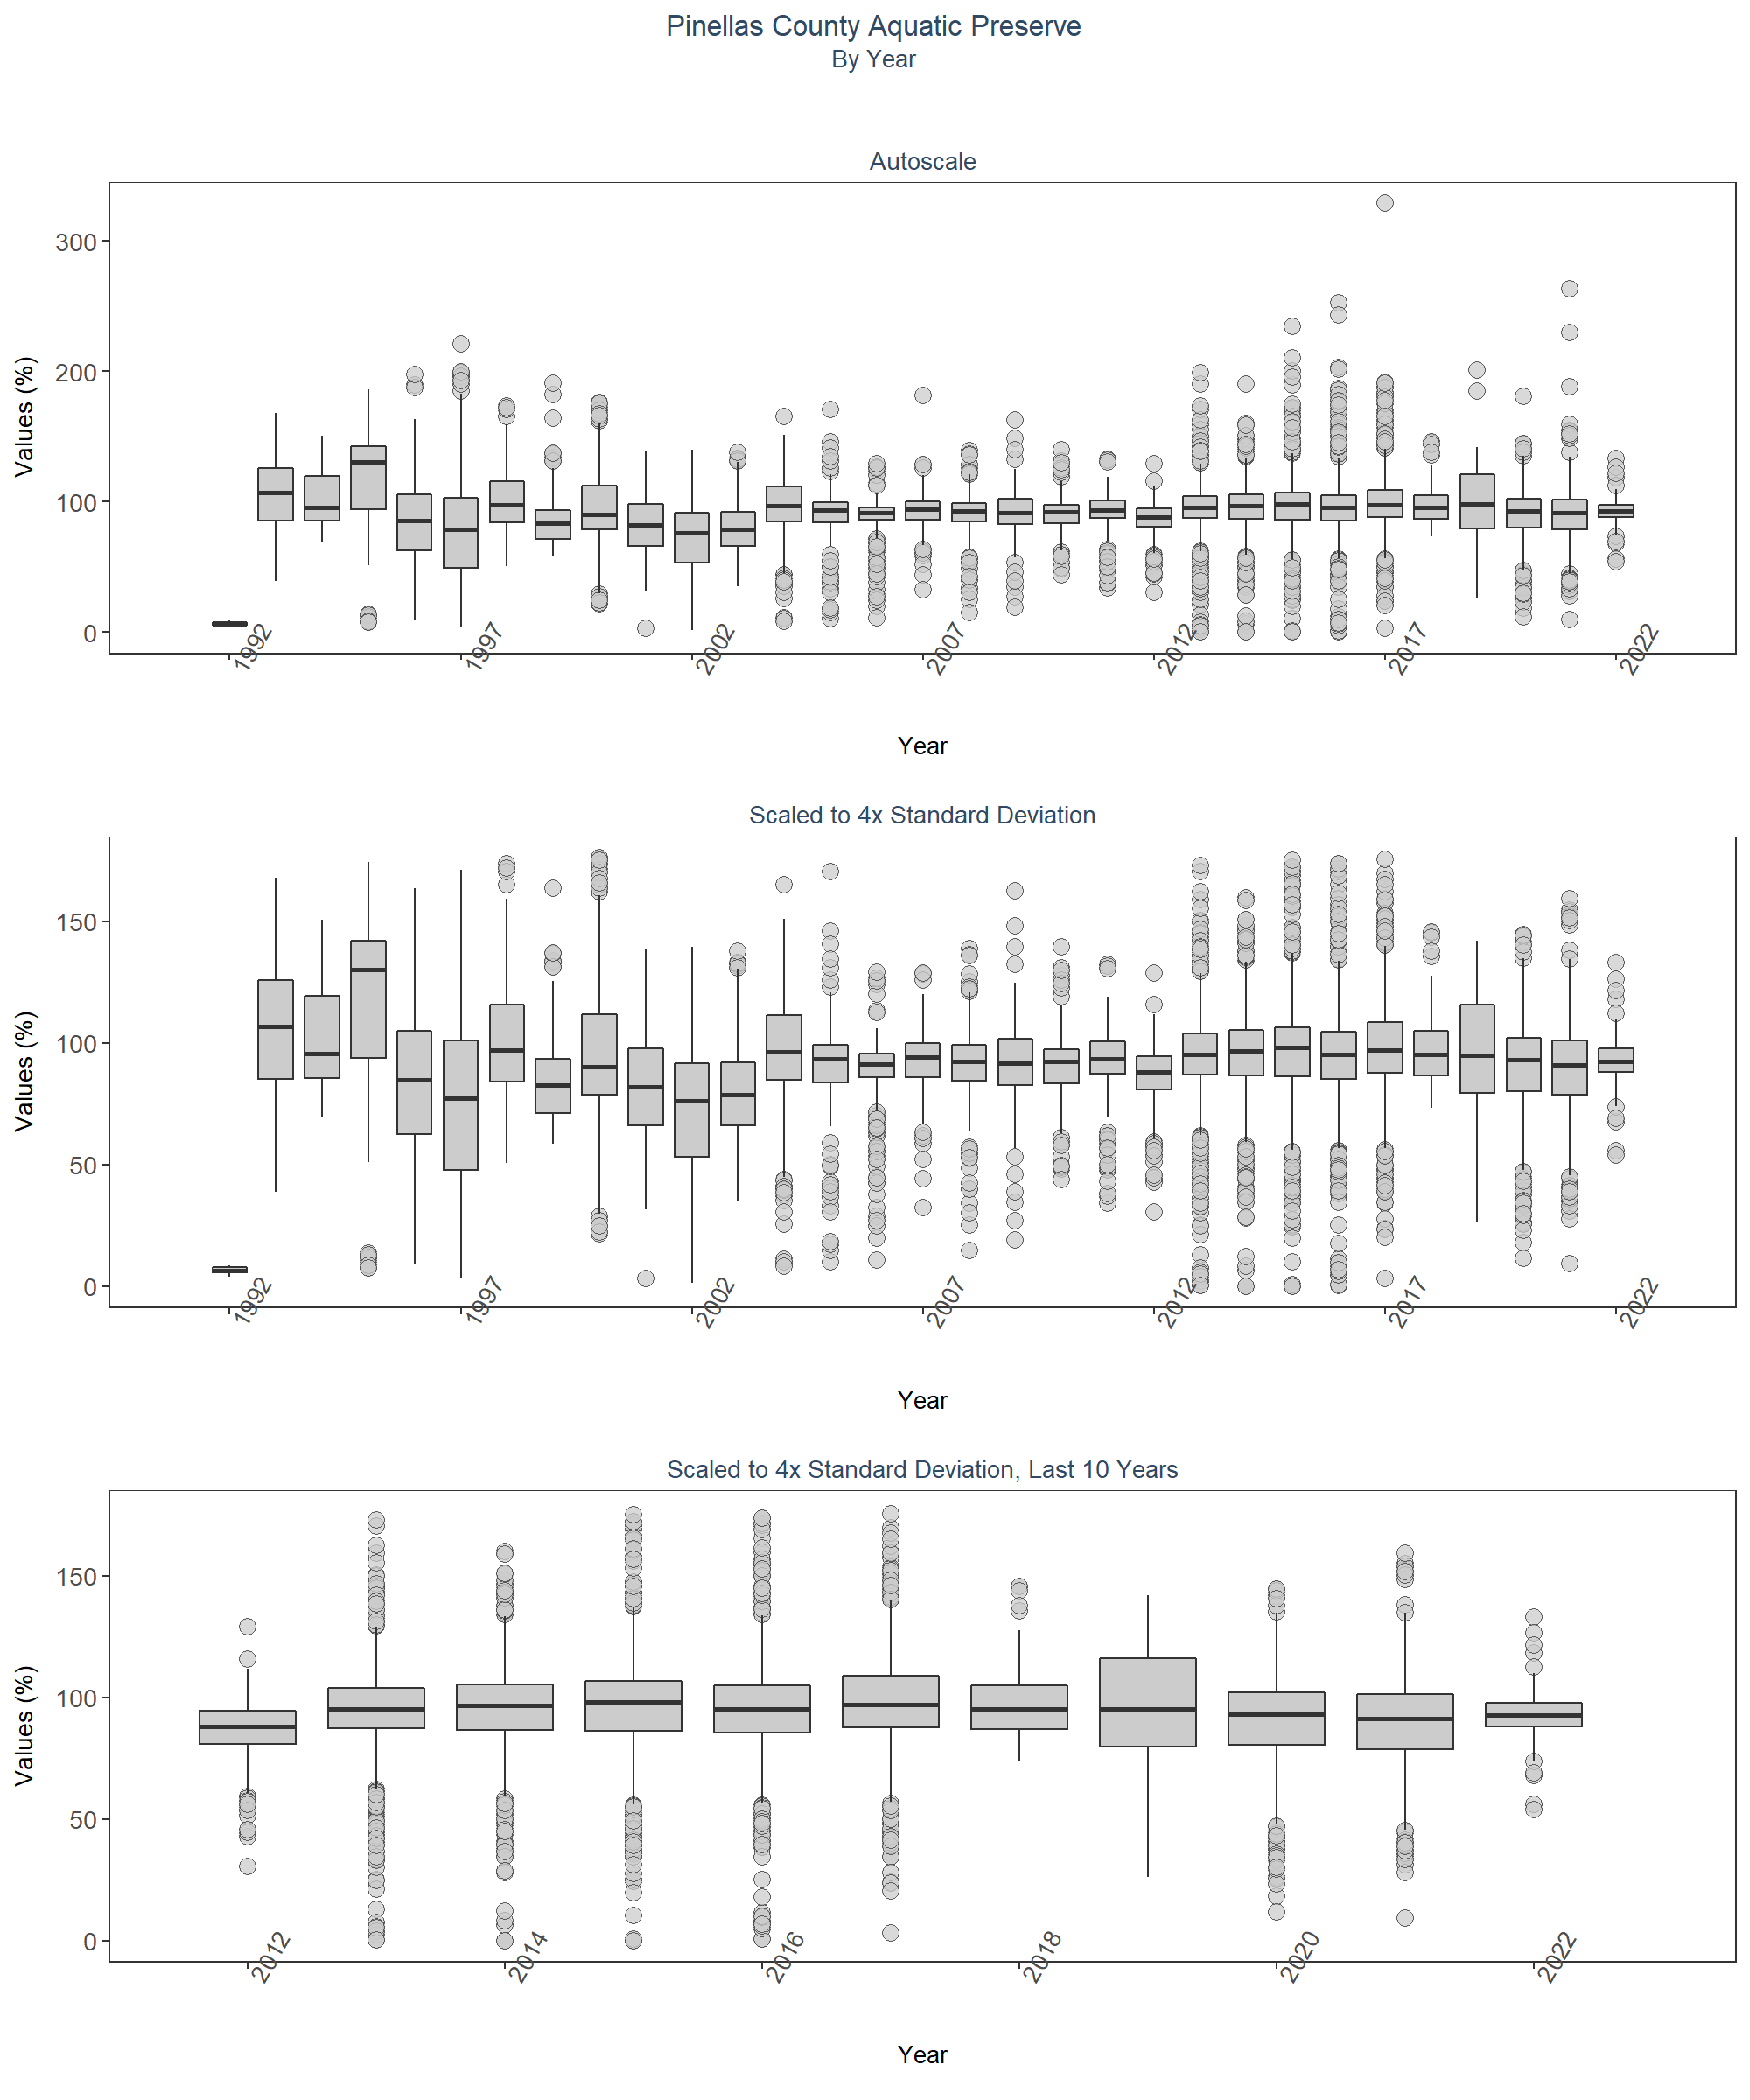 Pinellas County Aquatic Preserve
By Year
Autoscale
Values (%)
300
200
100
0
1992 1997 2002 2007 2012 2017 2022
Year
Scaled to 4x Standard Deviation
Values (%)
150
100
50
0
1992 1997 2002 2007 2012 2017 2022
Year
Scaled to 4x Standard Deviation, Last 10 Years
Values (%)
150
100
50
0
2012 2014 2016 2018 2020 2022
Year